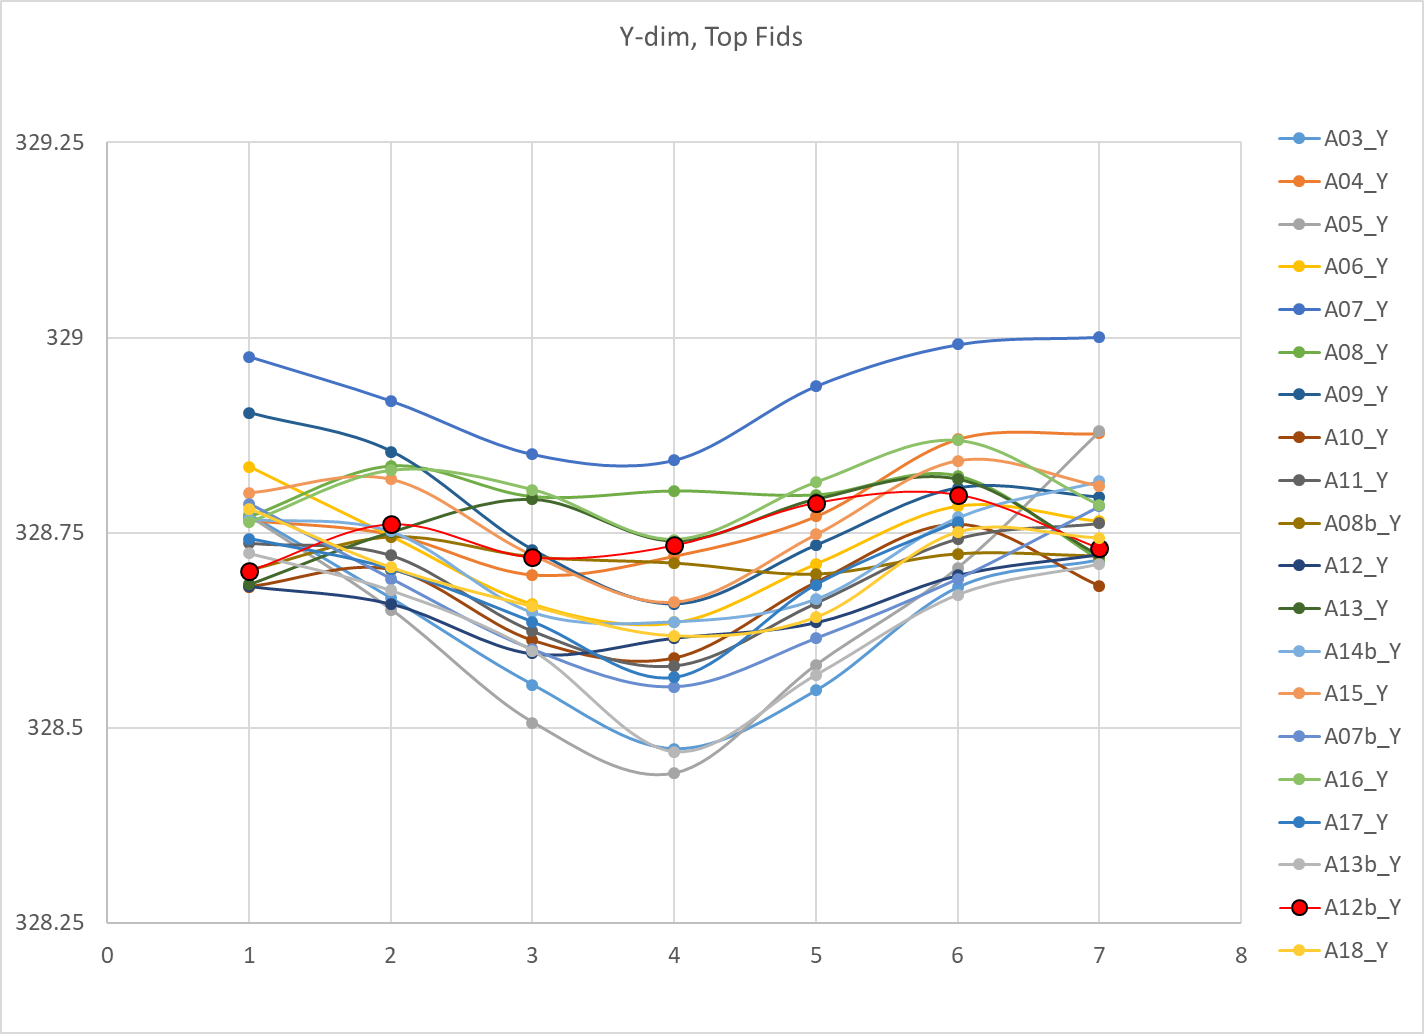 Y-dim, Top Fids
329.25
329
328.75
328.5
328.25
0 1 2 3 4 5 6 7 8
A03_Y
A04_Y
A05_Y
A06_Y
A07_Y
A08_Y
A09_Y
A10_Y
A11_Y
A08b_Y
A12_Y
A13_Y
A14b_Y
A15_Y
A07b_Y
A16_Y
A17_Y
A13b_Y
A12b_Y
A18_Y